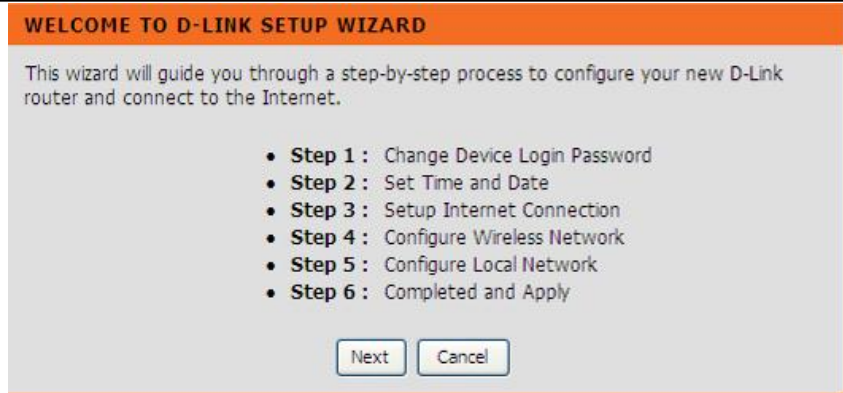 WELCOME TO D-LINK SETUP WIZARD
This wizard will guide you through a step-by-step process to configure your new D-Link
router and connect to the Internet.
• Step 1 : Change Device Login Password
• Step 2 : Set Time and Date
• Step 3 : Setup Internet Connection
• Step 4 : Configure Wireless Network
• Step 5 : Configure Local Network
• Step 6 : Completed and Apply
Next Cancel